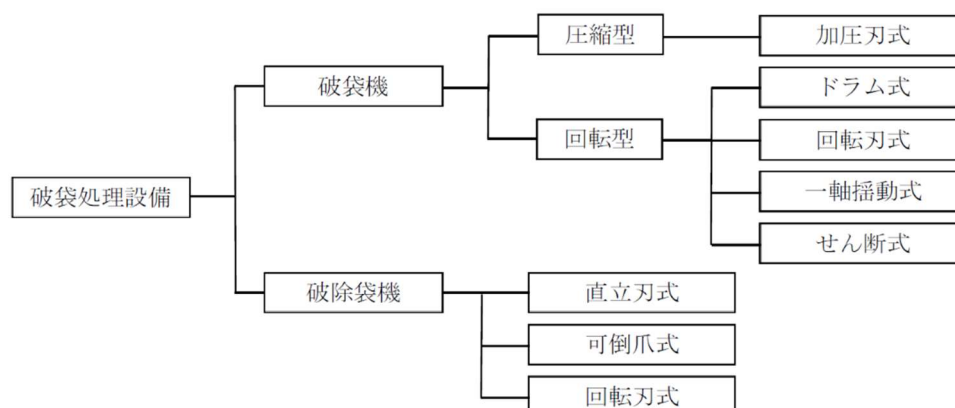 破袋処理設備
破袋機
圧縮型
加圧刃式
回転型
ドラム式
回転刃式
一軸揺動式
せん断式
破除袋機
直立刃式
可倒爪式
回転刃式